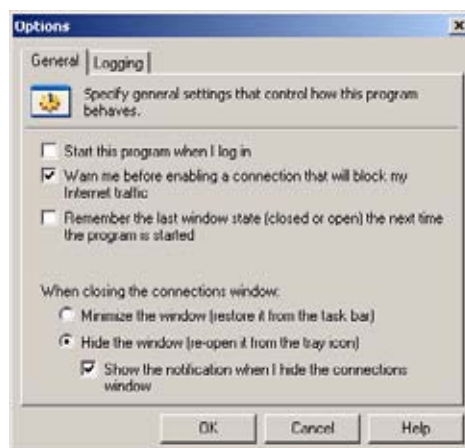 Options
General
Logging
Specify general settings that control how this program
behaves.
Start this program when I log in
Warn me before enabling a connection that will block my
Internet traffic
Remember the last window state (closed or open) the next time
the program is started
When closing the connections window:
Minimize the window (restore it from the task bar)
Hide the window (re-open it from the tray icon)
Show the notification when I hide the connections
window
OK
Cancel
Help